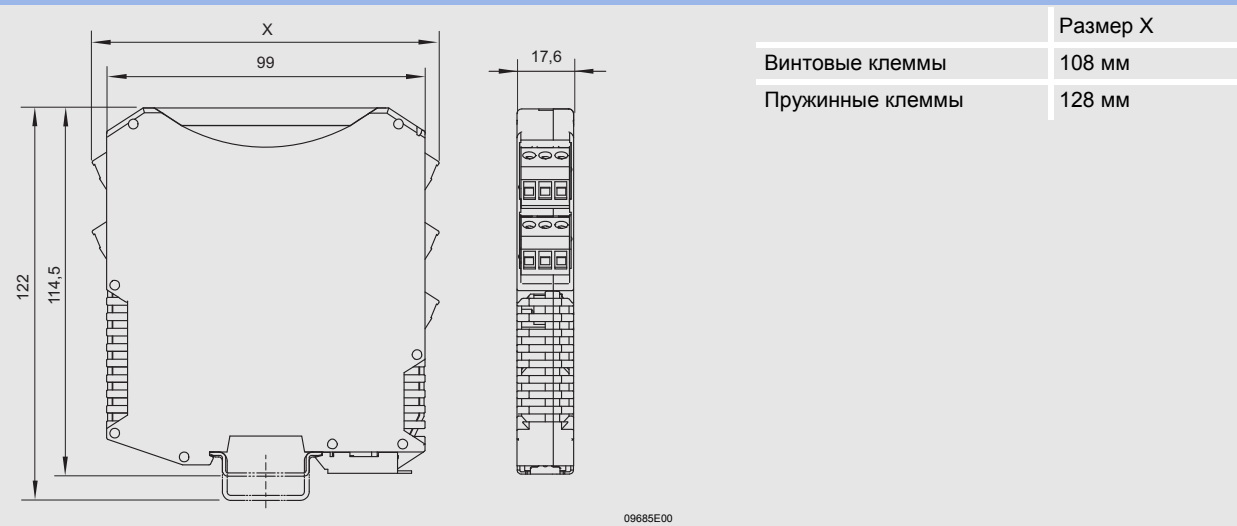 X
99
17,6
122
114,5
Размер X
Винтовые клеммы 108 мм
Пружинные клеммы 128 мм
09685E00